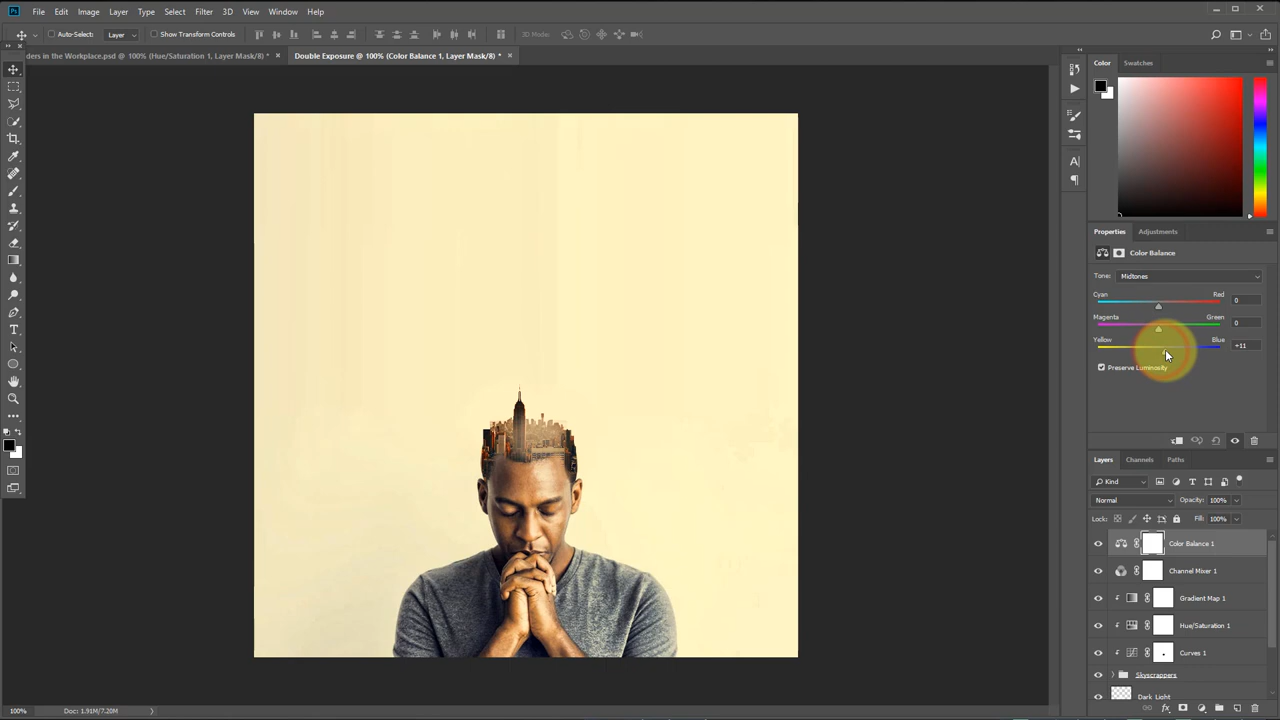 Ps File Edit Image Layer Type Select Filter 3D View Window Help
Auto-Select: Layer Show Transform Controls 3D Mode:
ders in the Workplace.psd @ 100% (Hue/Saturation 1, Layer Mask/8) * × Double Exposure @ 100% (Color Balance 1, Layer Mask/8) * ×
Color Swatches
Properties Adjustments
Color Balance
Tone: Midtones
Cyan Red 0
Magenta Green 0
Yellow Blue +11
Preserve Luminosity
Layers Channels Paths
Kind
Normal Opacity: 100%
Lock: Fill: 100%
Color Balance 1
Channel Mixer 1
Gradient Map 1
Hue/Saturation 1
Curves 1
Skyscrappers
Dark Light
100% Doc: 1.91M/7.20M